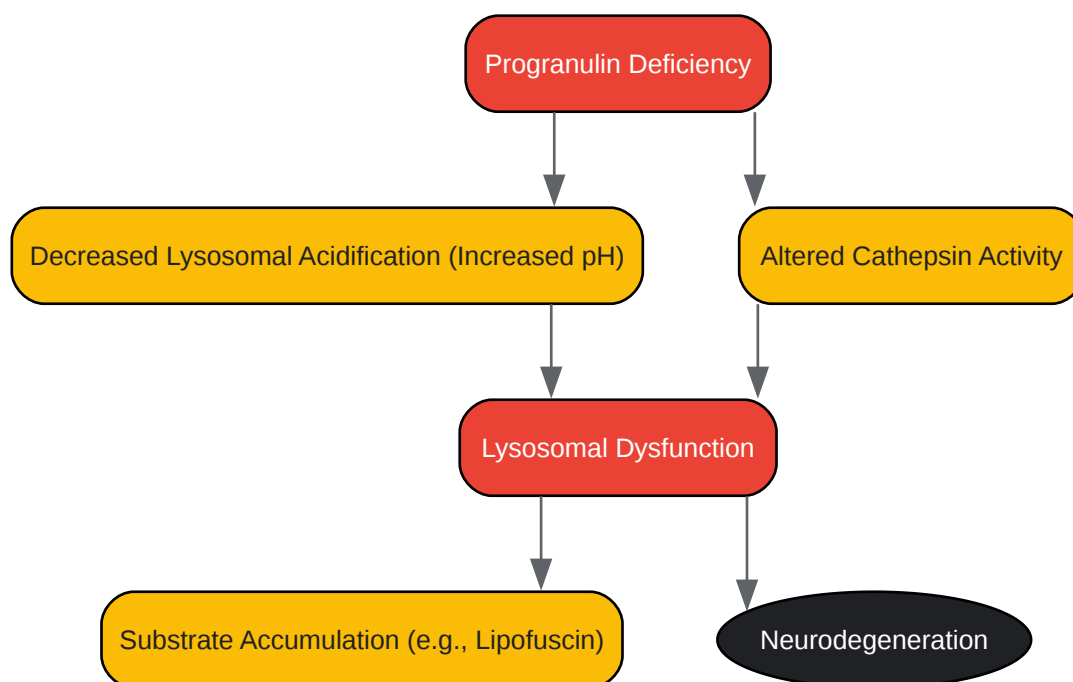 Progranulin Deficiency
Decreased Lysosomal Acidification (Increased pH)
Altered Cathepsin Activity
Lysosomal Dysfunction
Substrate Accumulation (e.g., Lipofuscin)
Neurodegeneration